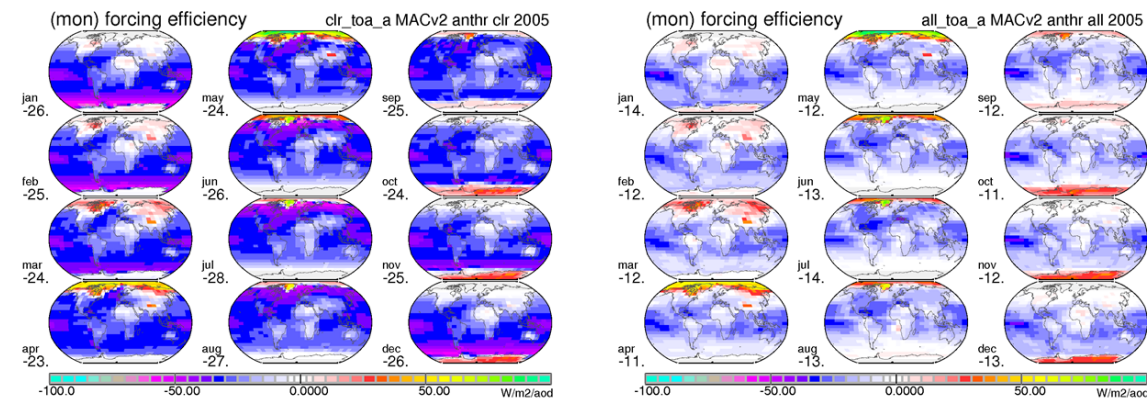 (mon) forcing efficiency clr_toa_a MACv2 anthr clr 2005
jan -26. may -24. sep -25.
feb -25. jun -26. oct -24.
mar -24. jul -28. nov -25.
apr -23. aug -27. dec -26.
-100.0 -50.00 0.0000 50.00 W/m2/aod
(mon) forcing efficiency all_toa_a MACv2 anthr all 2005
jan -14. may -12. sep -12.
feb -12. jun -13. oct -11.
mar -12. jul -14. nov -12.
apr -11. aug -13. dec -13.
-100.0 -50.00 0.0000 50.00 W/m2/aod